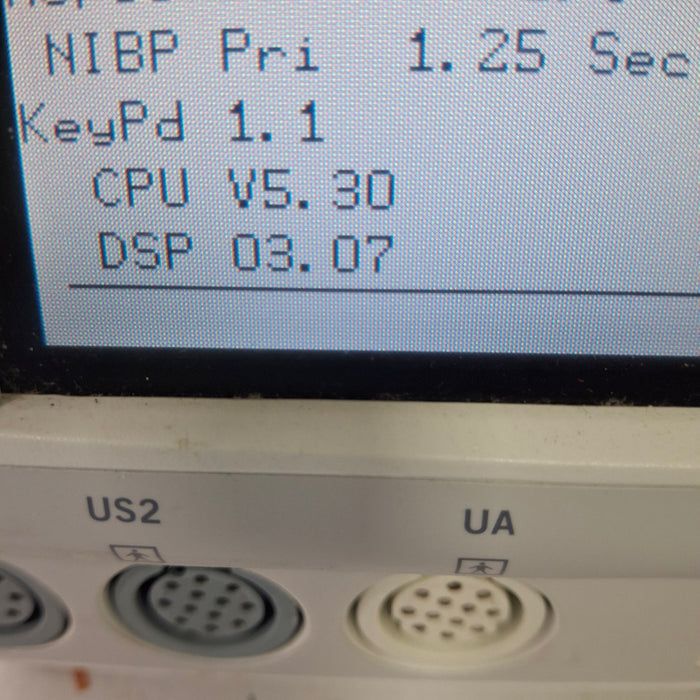 NIBP Pri 1.25 Sec
KeyPd 1.1
CPU V5.30
DSP 03.07
US2
UA